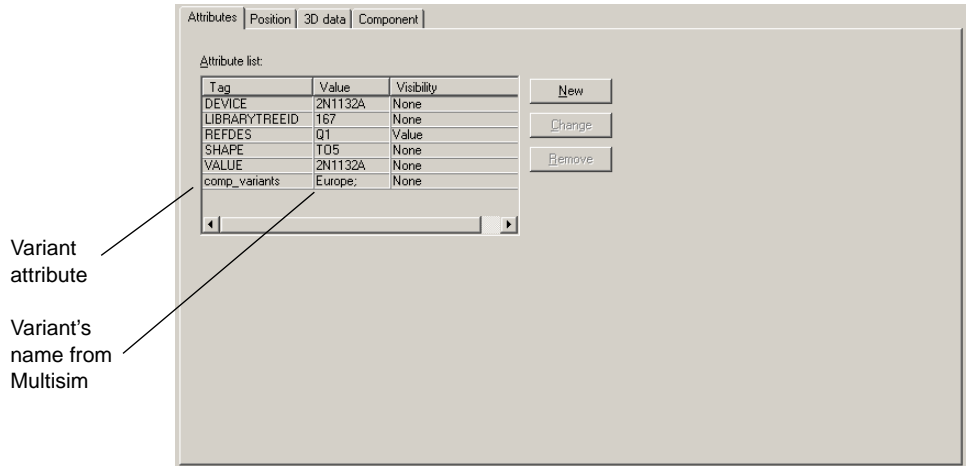 Attributes Position 3D data Component
Attribute list:
Tag Value Visibility
DEVICE 2N1132A None
LIBRARYTREEID 167 None
REFDES Q1 Value
SHAPE TO5 None
VALUE 2N1132A None
comp_variants Europe; None
New
Change
Remove
Variant
attribute
Variant's
name from
Multisim